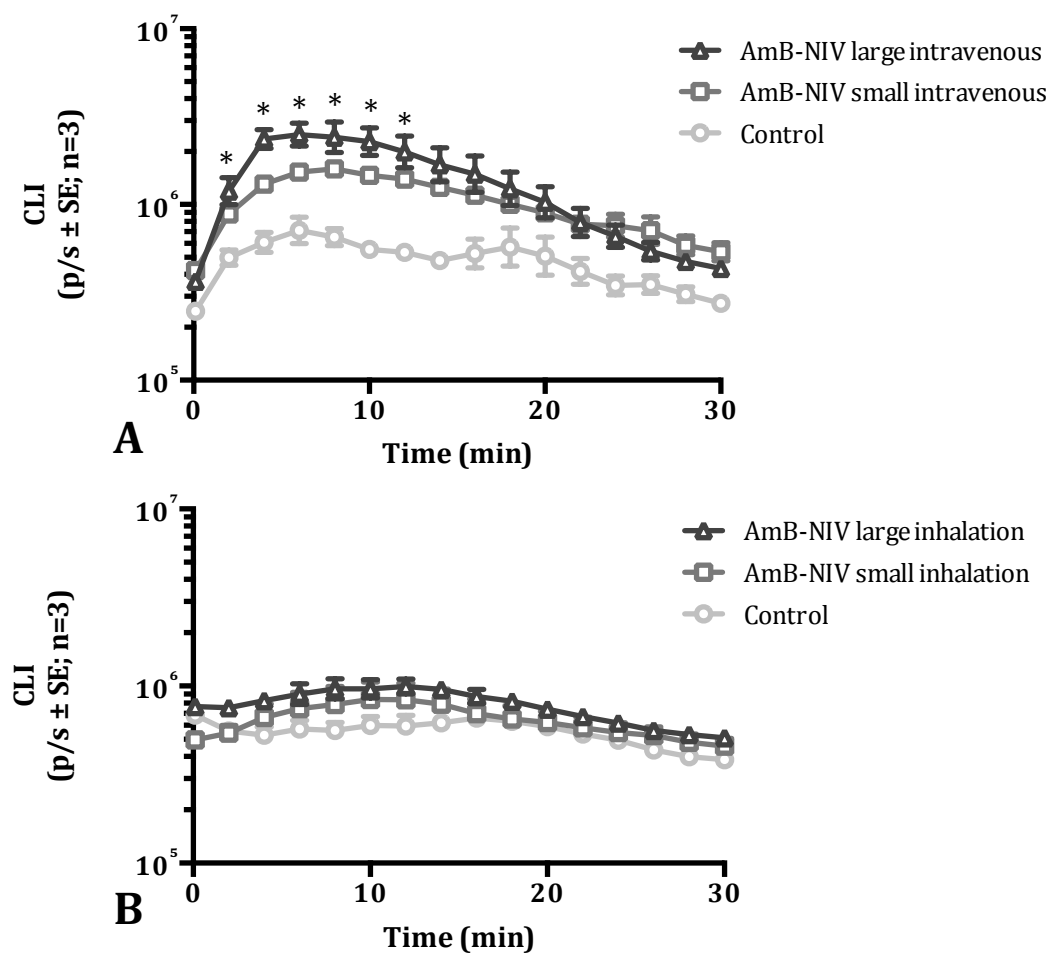 10⁷
10⁶
10⁵
CLI
(p/s ± SE; n=3)
* * * * * *
0 10 20 30
Time (min)
A
AmB-NIV large intravenous
AmB-NIV small intravenous
Control
10⁷
10⁶
10⁵
CLI
(p/s ± SE; n=3)
0 10 20 30
Time (min)
B
AmB-NIV large inhalation
AmB-NIV small inhalation
Control